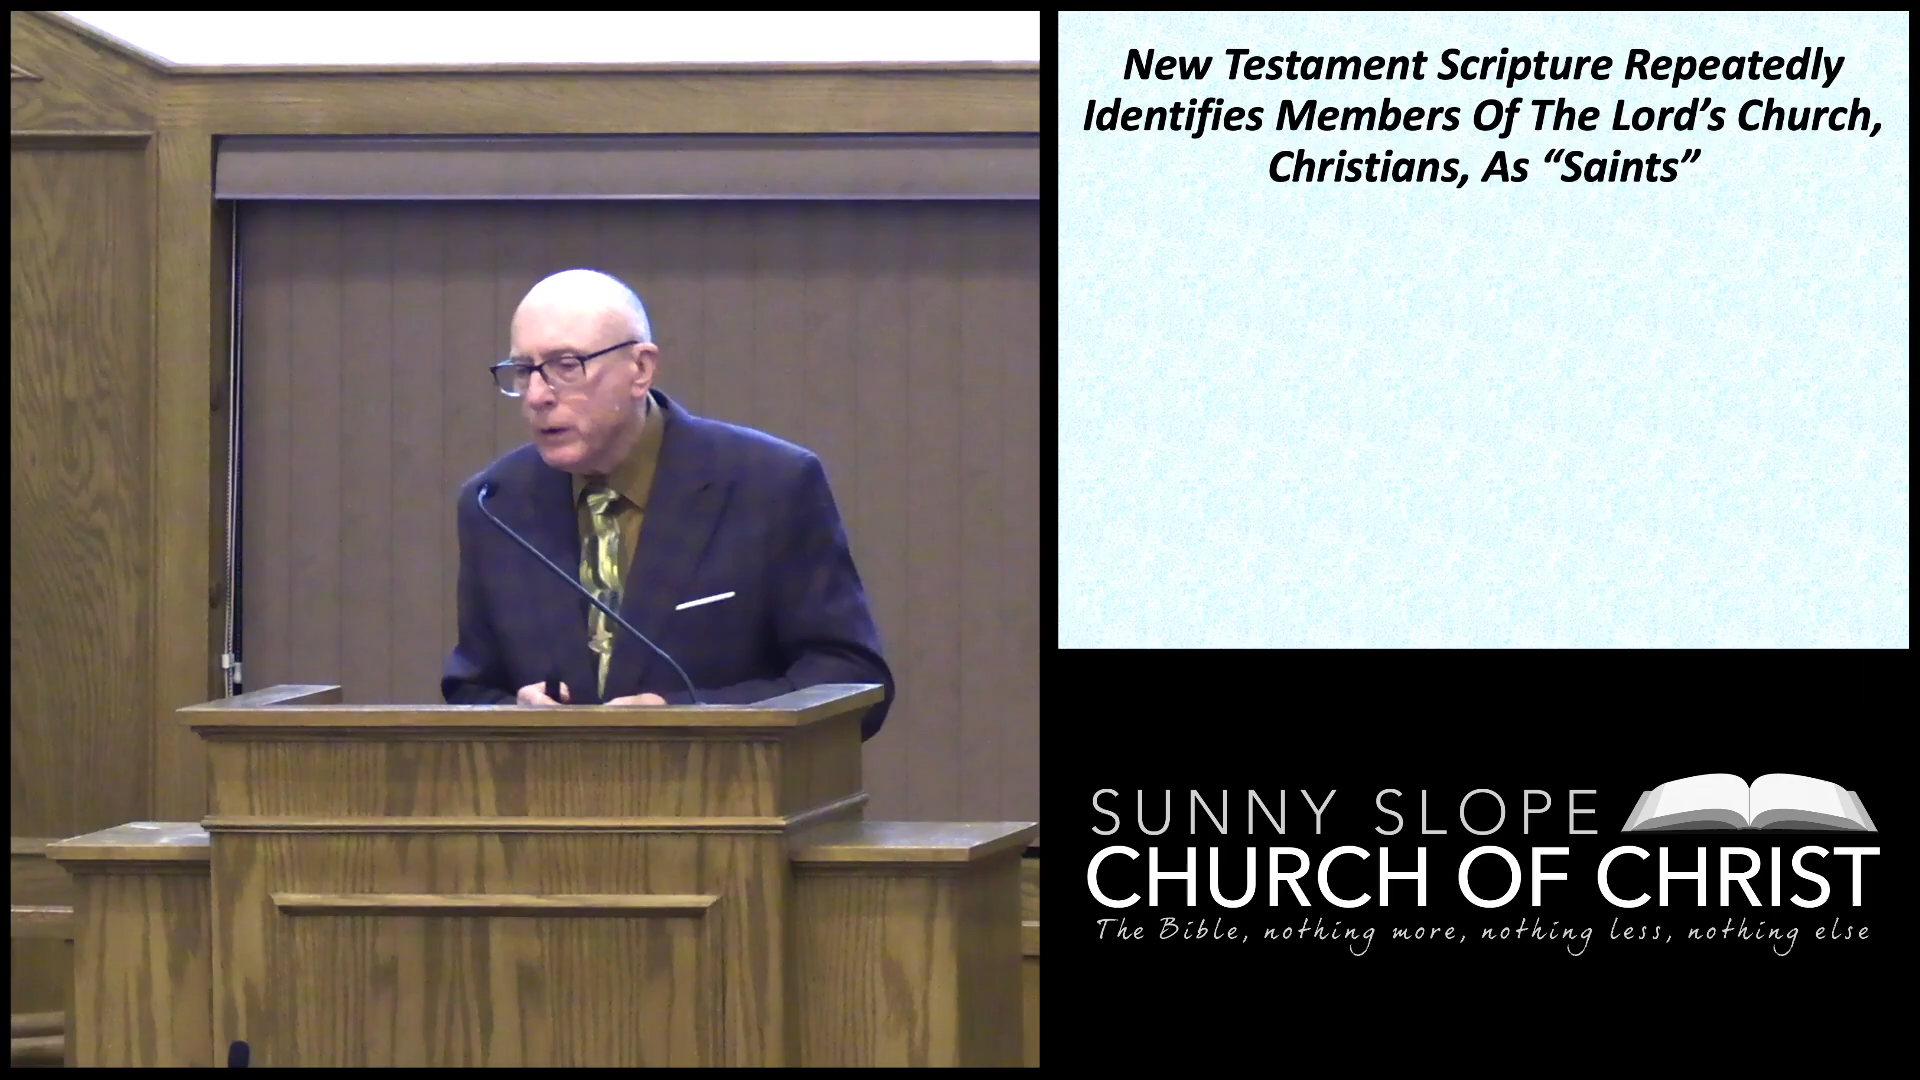 New Testament Scripture Repeatedly
Identifies Members Of The Lord’s Church,
Christians, As “Saints”
SUNNY SLOPE
CHURCH OF CHRIST
The Bible, nothing more, nothing less, nothing else